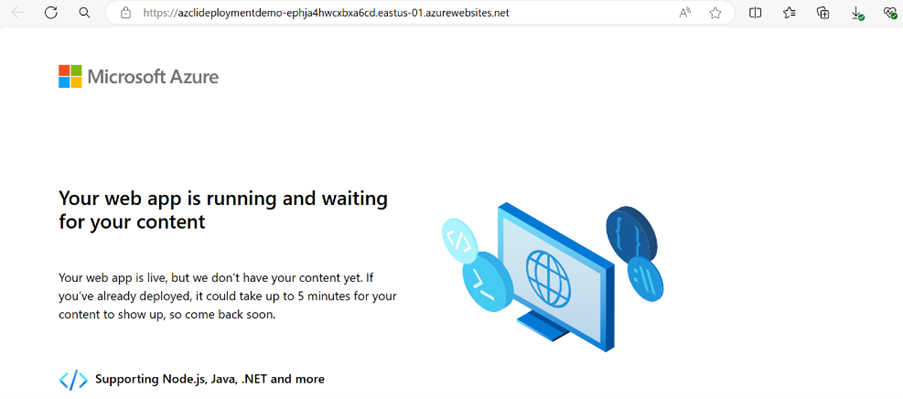 https://azclideploymentdemo-ephja4hwcxbxa6cd.eastus-01.azurewebsites.net
Microsoft Azure
Your web app is running and waiting
for your content
Your web app is live, but we don't have your content yet. If
you've already deployed, it could take up to 5 minutes for your
content to show up, so come back soon.
Supporting Node.js, Java, .NET and more